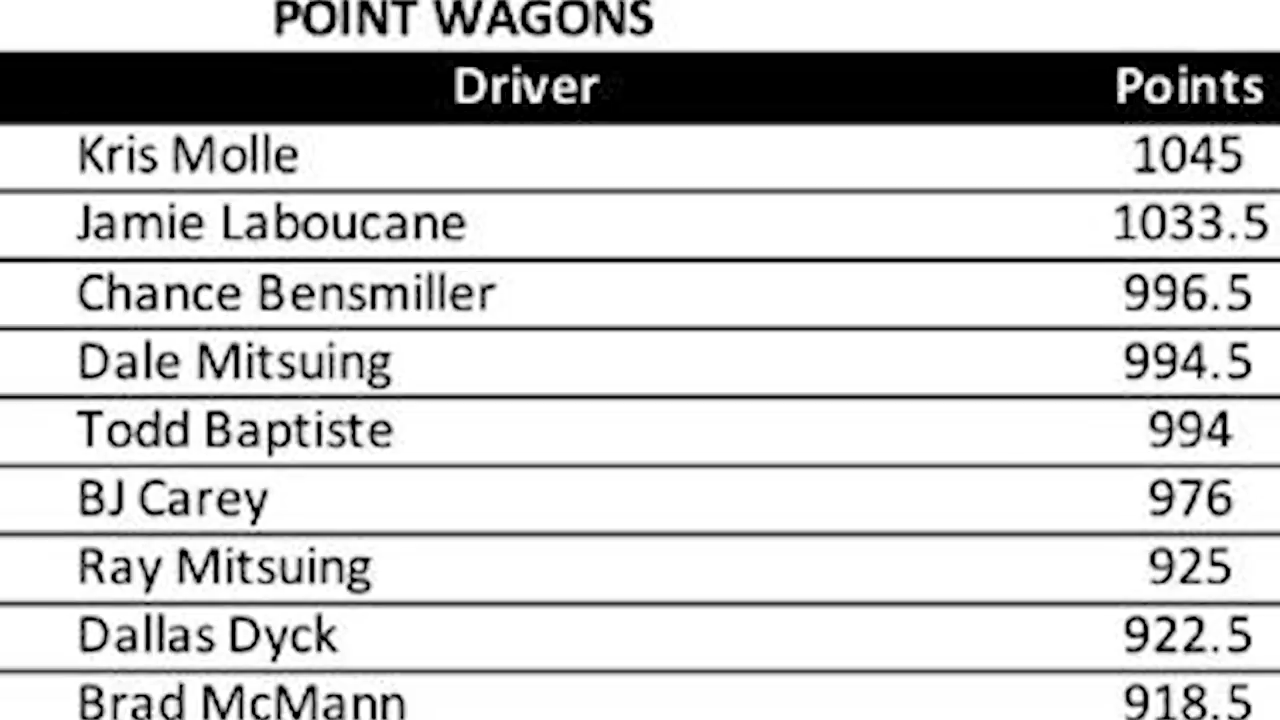 POINT WAGONS
Driver Points
Kris Molle 1045
Jamie Laboucane 1033.5
Chance Bensmiller 996.5
Dale Mitsuing 994.5
Todd Baptiste 994
BJ Carey 976
Ray Mitsuing 925
Dallas Dyck 922.5
Brad McMann 918.5